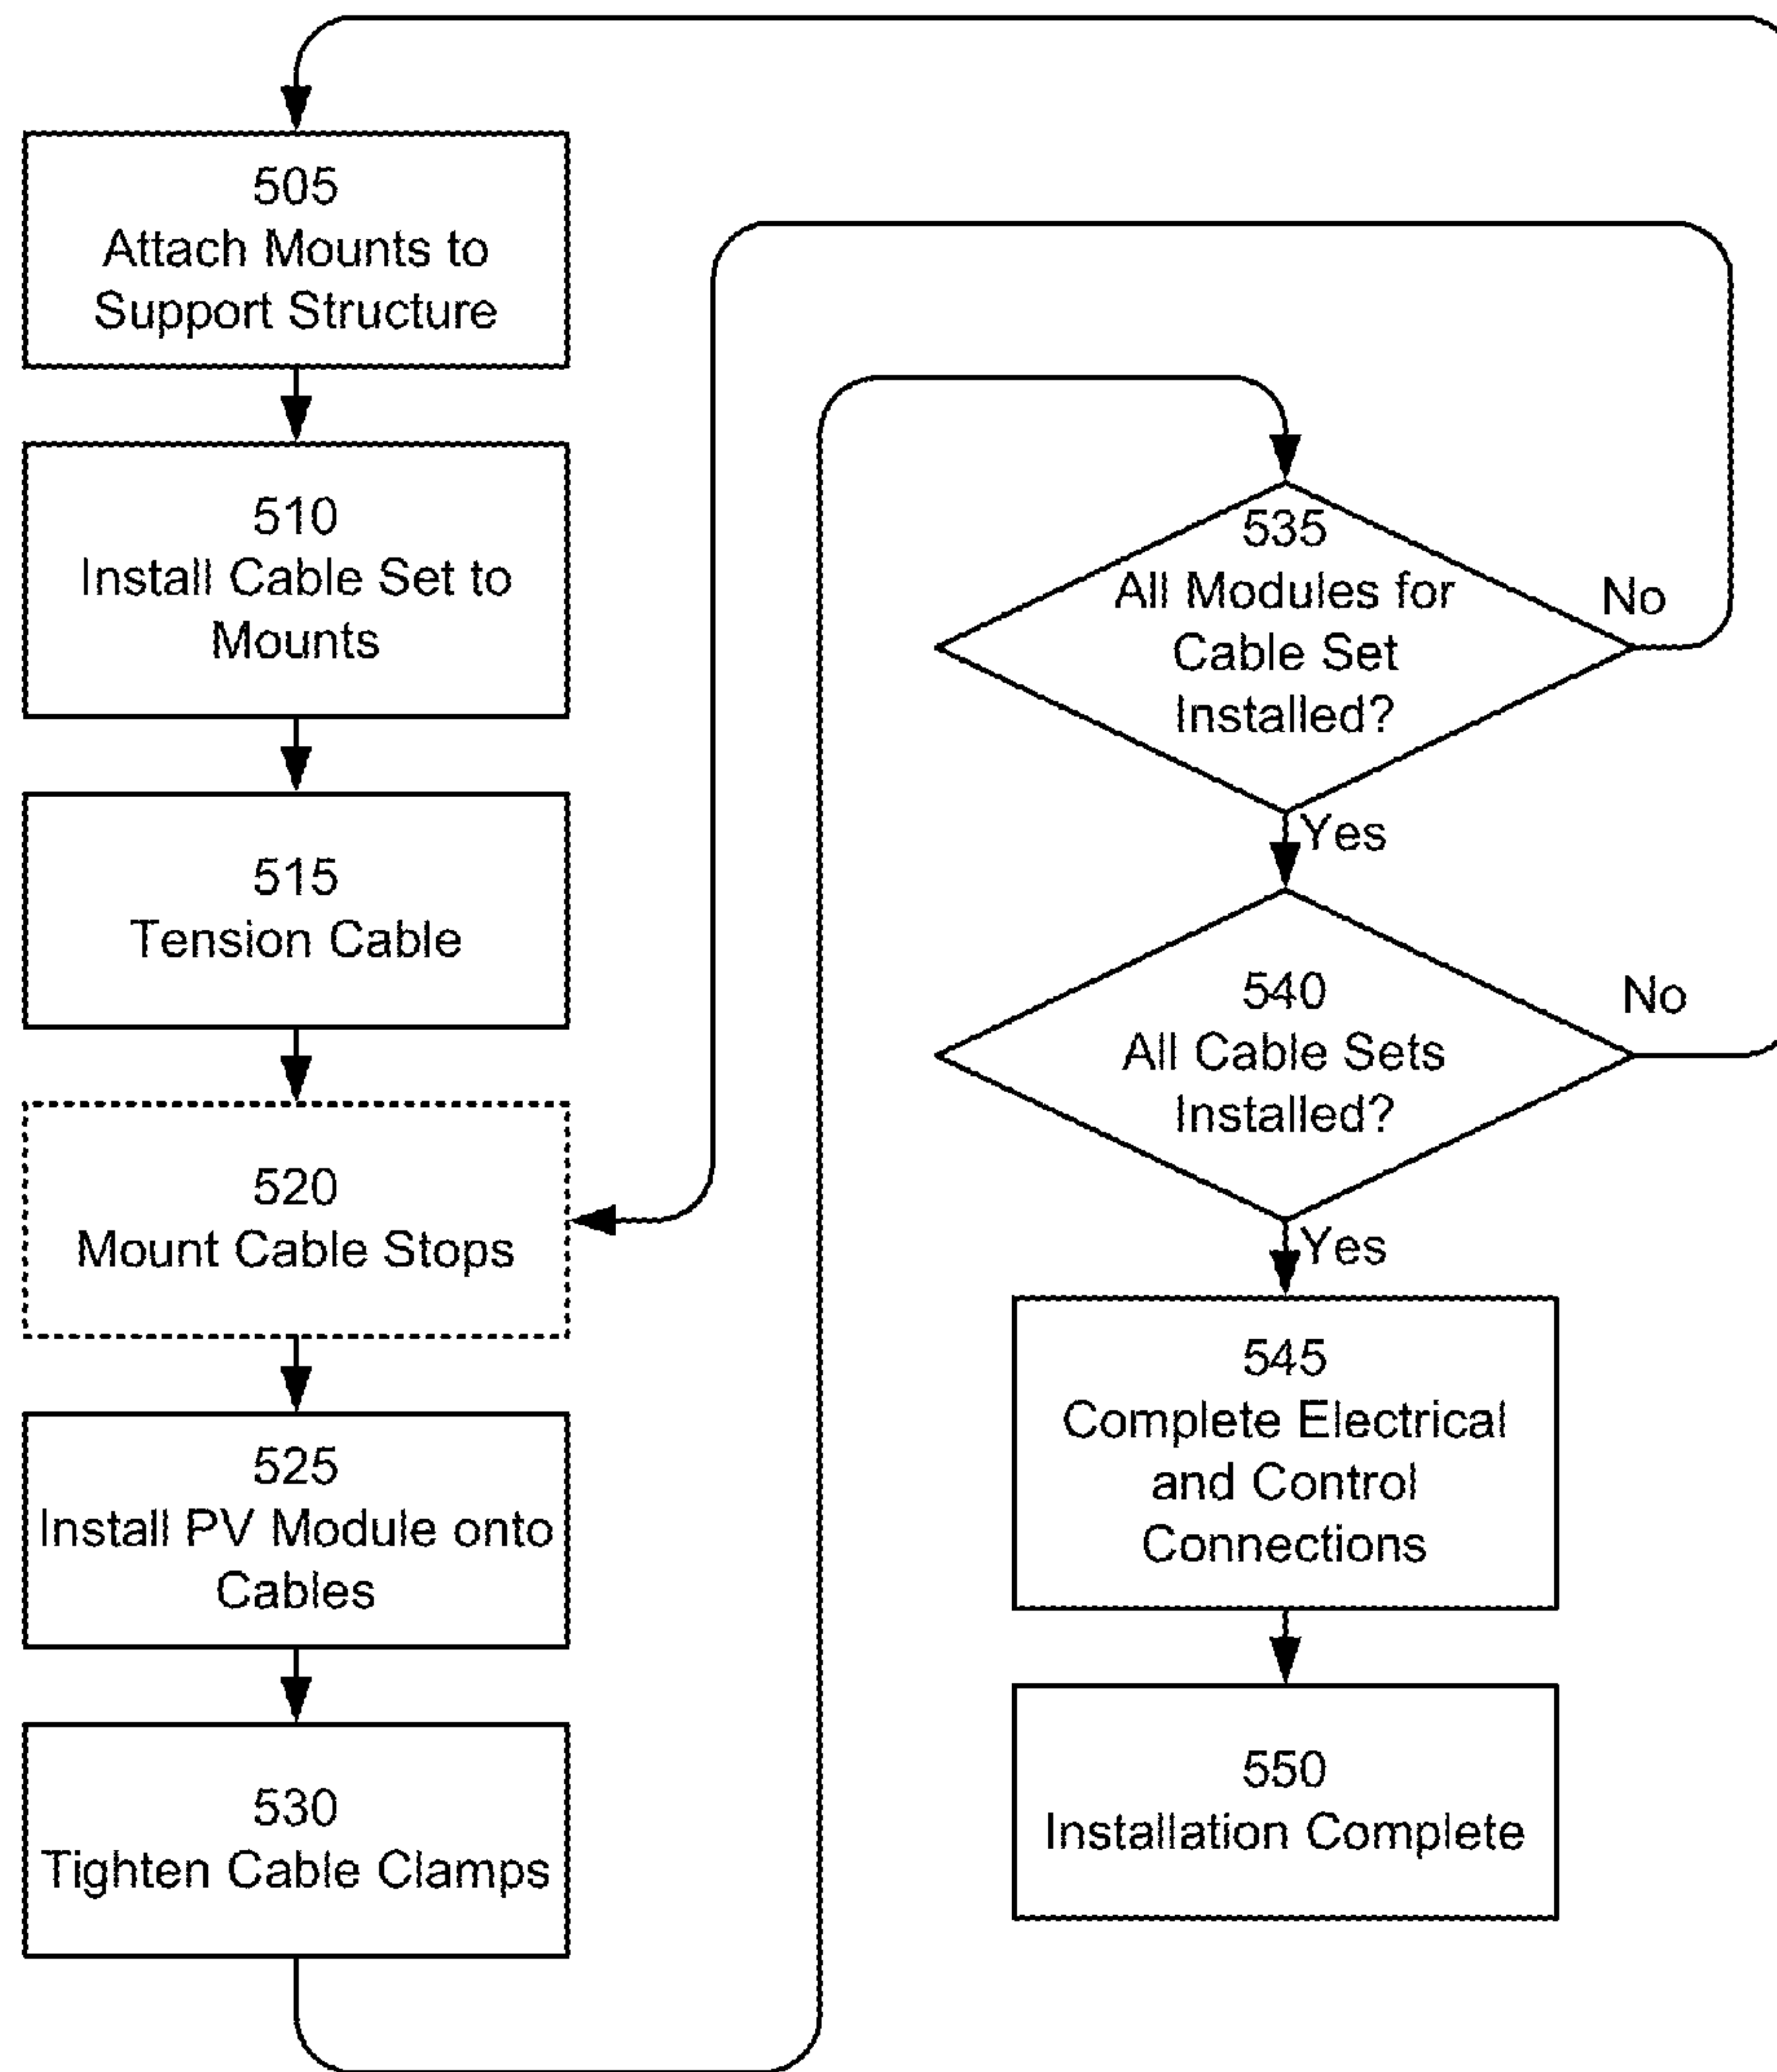 505
Attach Mounts to
Support Structure
510
Install Cable Set to
Mounts
515
Tension Cable
520
Mount Cable Stops
525
Install PV Module onto
Cables
530
Tighten Cable Clamps
535
All Modules for
Cable Set
Installed?
No
Yes
540
All Cable Sets
Installed?
No
Yes
545
Complete Electrical
and Control
Connections
550
Installation Complete